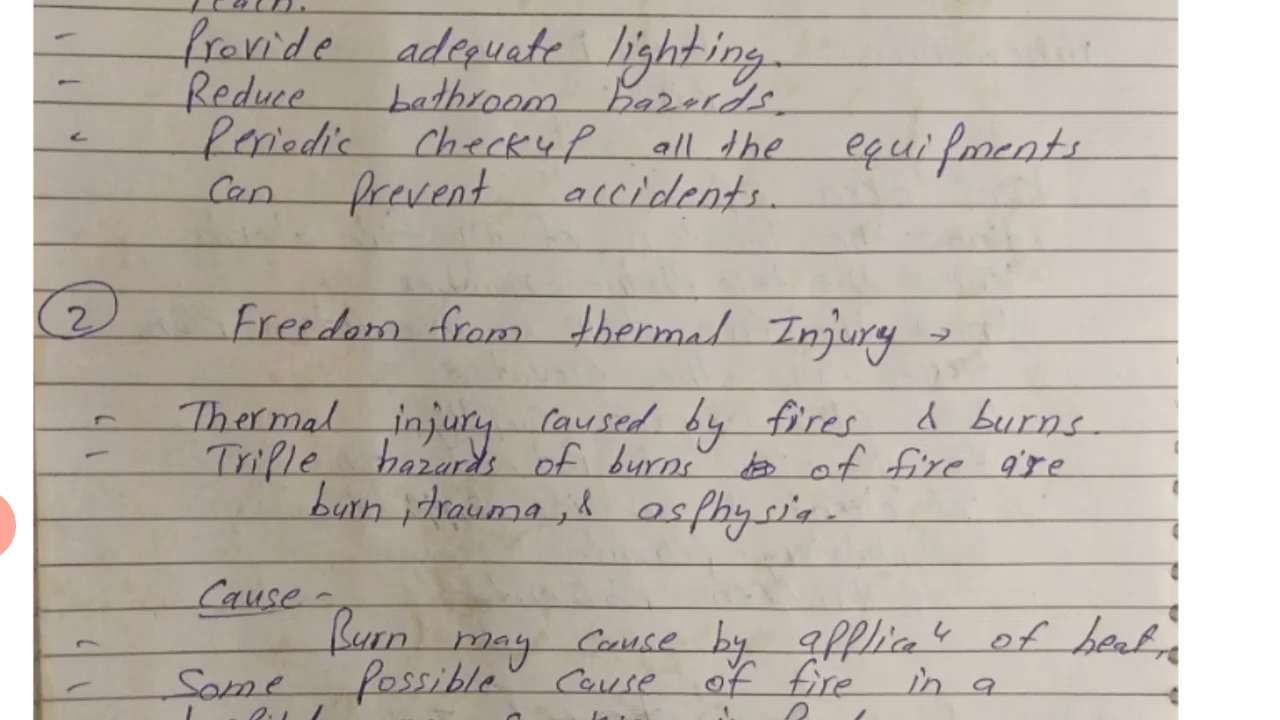 reach.
- Provide adequate lighting.
- Reduce bathroom hazards.
- Periodic checkup all the equipments
can prevent accidents.
2 Freedom from thermal Injury →
- Thermal injury caused by fires & burns.
- Triple hazards of burns of fire are
burn, trauma, & asphysia.
Cause -
- Burn may cause by applica⁴ of heat,
- Some possible cause of fire in a